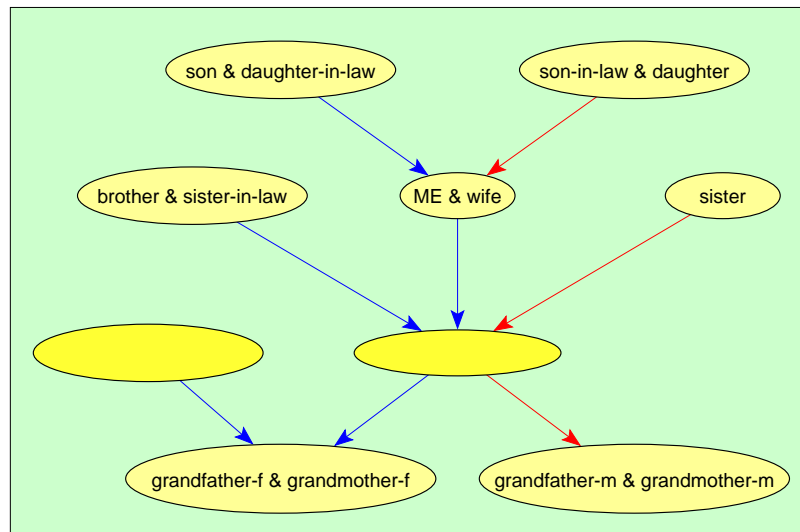 son & daughter-in-law
son-in-law & daughter
brother & sister-in-law
ME & wife
sister
grandfather-f & grandmother-f
grandfather-m & grandmother-m